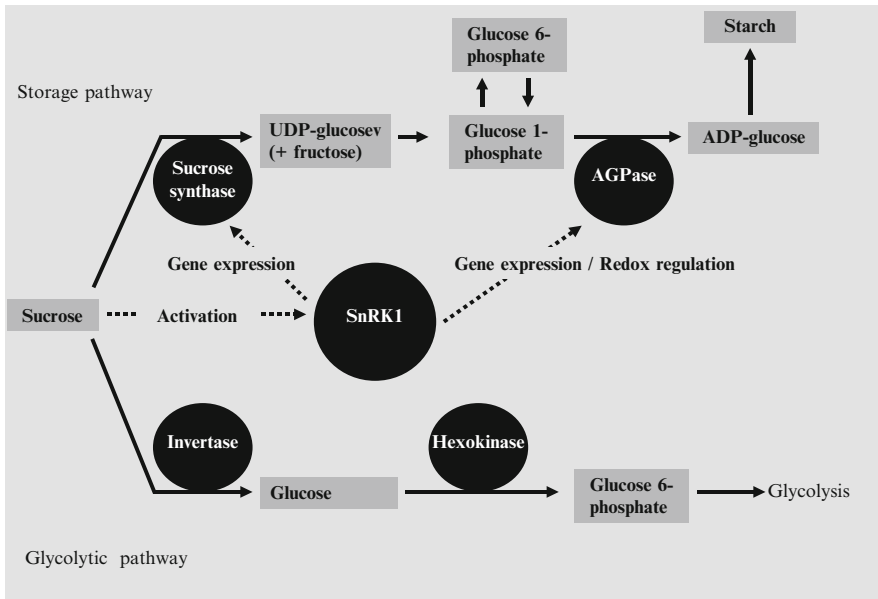 Glucose 6-
phosphate
Starch
Storage pathway
UDP-glucosev
(+ fructose)
Glucose 1-
phosphate
ADP-glucose
Sucrose
synthase
AGPase
Gene expression
Gene expression / Redox regulation
Sucrose
Activation
SnRK1
Invertase
Hexokinase
Glucose
Glucose 6-
phosphate
Glycolysis
Glycolytic pathway